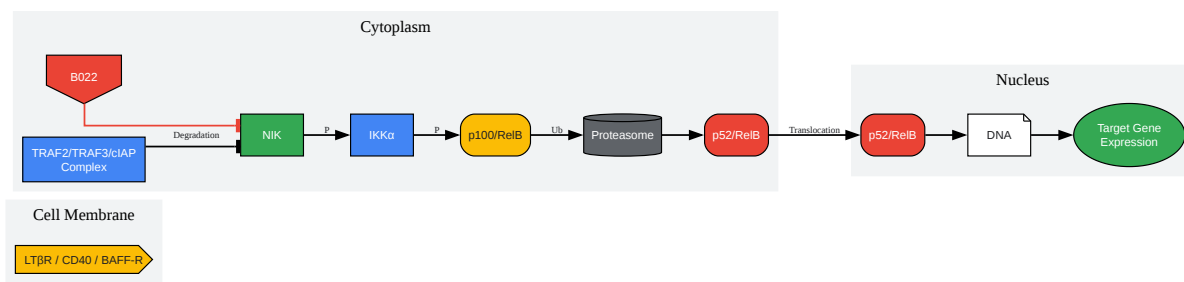 Cytoplasm
B022
Degradation
TRAF2/TRAF3/cIAP
Complex
NIK
P
IKKα
P
p100/RelB
Ub
Proteasome
p52/RelB
Translocation
Nucleus
p52/RelB
DNA
Target Gene
Expression
Cell Membrane
LTβR / CD40 / BAFF-R